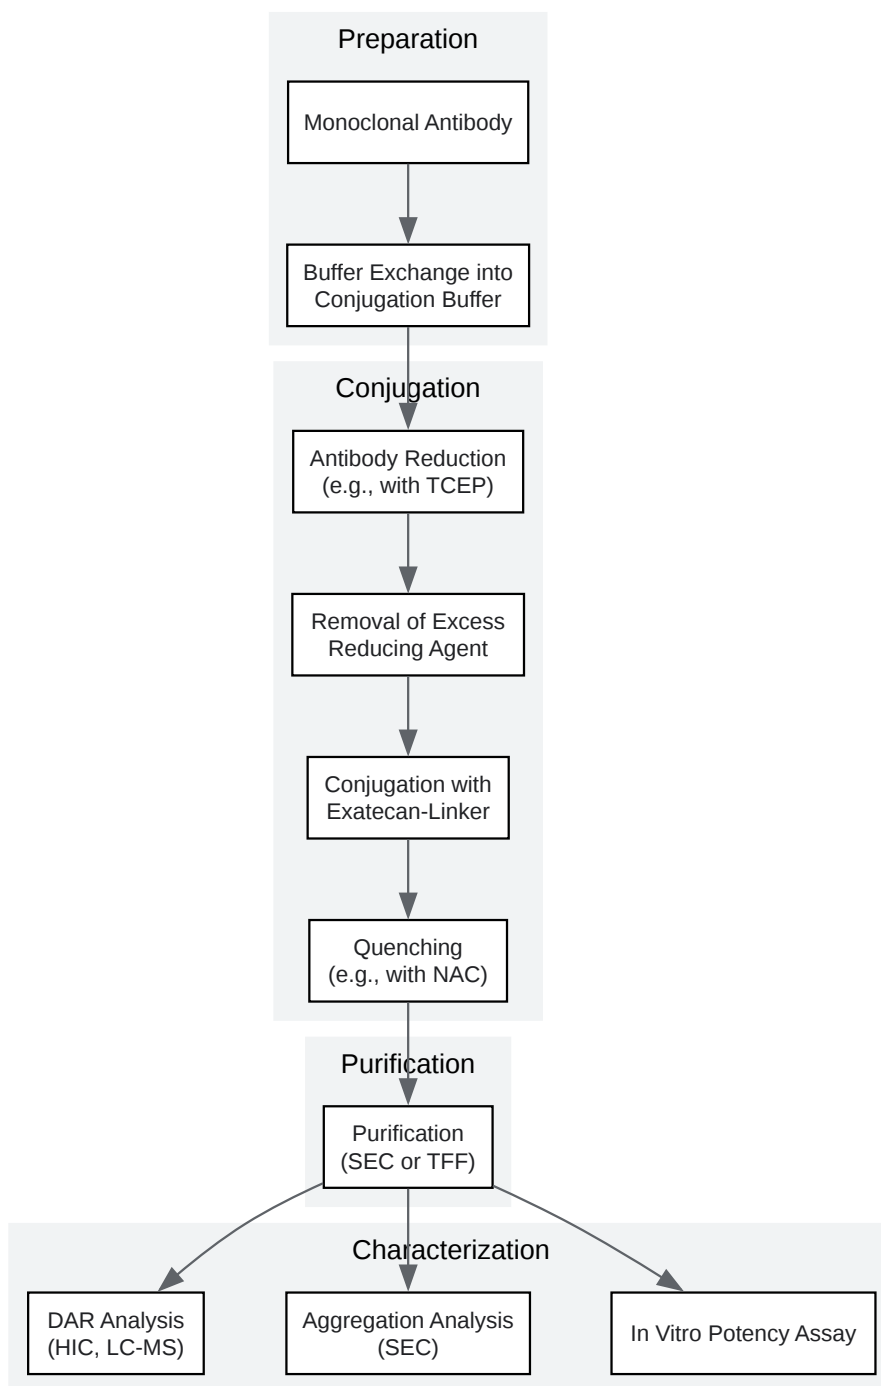 Preparation
Monoclonal Antibody
Buffer Exchange into
Conjugation Buffer
Conjugation
Antibody Reduction
(e.g., with TCEP)
Removal of Excess
Reducing Agent
Conjugation with
Exatecan-Linker
Quenching
(e.g., with NAC)
Purification
Purification
(SEC or TFF)
Characterization
DAR Analysis
(HIC, LC-MS)
Aggregation Analysis
(SEC)
In Vitro Potency Assay